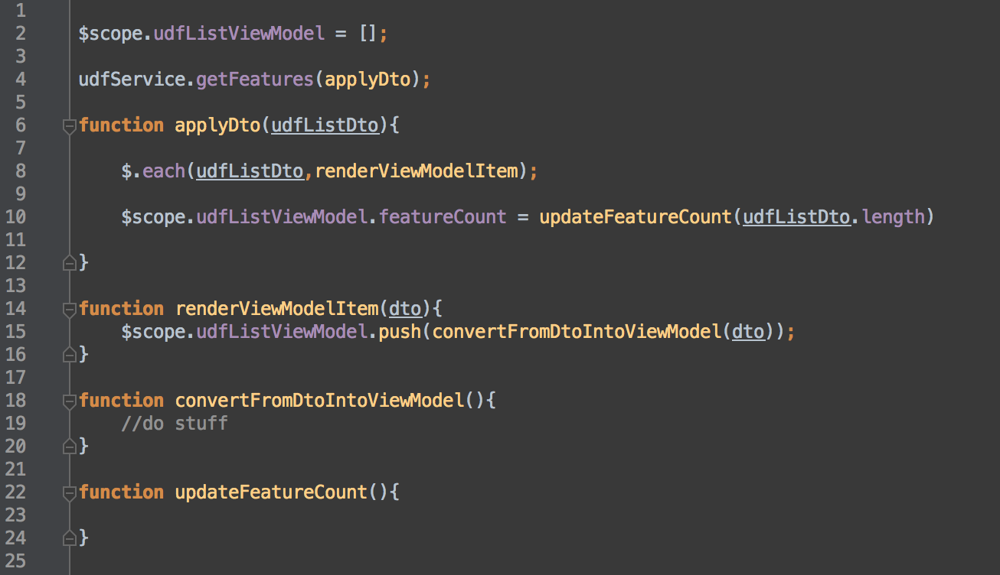 1
2 $scope.udfListViewModel = [];
3
4 udfService.getFeatures(applyDto);
5
6 function applyDto(udfListDto){
7
8     $.each(udfListDto,renderViewModelItem);
9
10     $scope.udfListViewModel.featureCount = updateFeatureCount(udfListDto.length)
11
12 }
13
14 function renderViewModelItem(dto){
15     $scope.udfListViewModel.push(convertFromDtoIntoViewModel(dto));
16 }
17
18 function convertFromDtoIntoViewModel(){
19     //do stuff
20 }
21
22 function updateFeatureCount(){
23
24 }
25